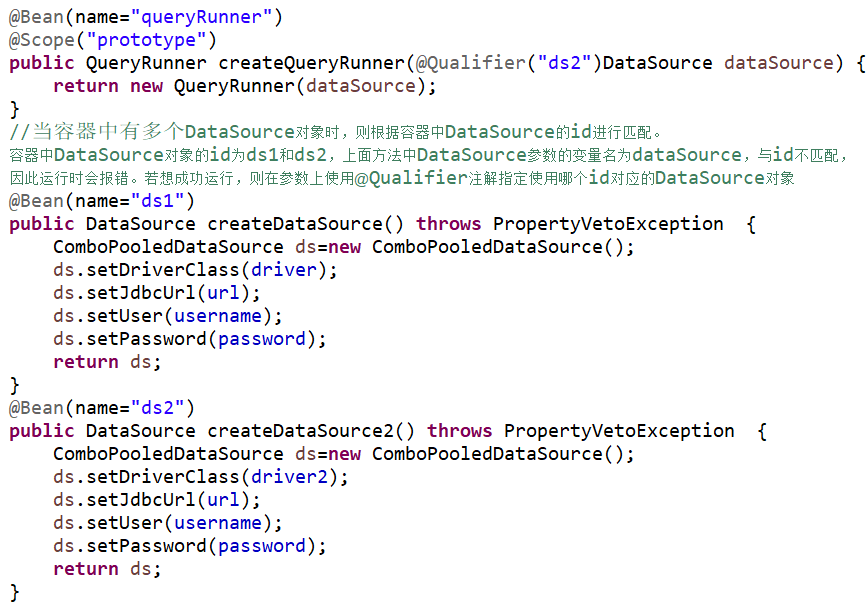 @Bean(name="queryRunner")
@Scope("prototype")
public QueryRunner createQueryRunner(@Qualifier("ds2")DataSource dataSource) {
    return new QueryRunner(dataSource);
}
//当容器中有多个DataSource对象时，则根据容器中DataSource的id进行匹配。
容器中DataSource对象的id为ds1和ds2，上面方法中DataSource参数的变量名为dataSource，与id不匹配，
因此运行时会报错。若想成功运行，则在参数上使用@Qualifier注解指定使用哪个id对应的DataSource对象
@Bean(name="ds1")
public DataSource createDataSource() throws PropertyVetoException  {
    ComboPooledDataSource ds=new ComboPooledDataSource();
    ds.setDriverClass(driver);
    ds.setJdbcUrl(url);
    ds.setUser(username);
    ds.setPassword(password);
    return ds;
}
@Bean(name="ds2")
public DataSource createDataSource2() throws PropertyVetoException  {
    ComboPooledDataSource ds=new ComboPooledDataSource();
    ds.setDriverClass(driver2);
    ds.setJdbcUrl(url);
    ds.setUser(username);
    ds.setPassword(password);
    return ds;
}